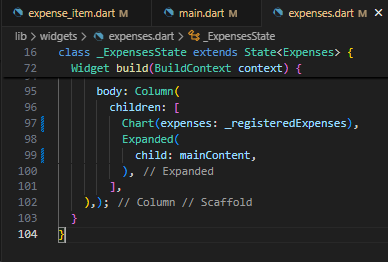 expense_item.dart M main.dart M expenses.dart M ×
lib > widgets > expenses.dart > _ExpensesState
16 class _ExpensesState extends State<Expenses> {
72 Widget build(BuildContext context) {
95 body: Column(
96 children: [
97 Chart(expenses: _registeredExpenses),
98 Expanded(
99 child: mainContent,
100 ), // Expanded
101 ],
102 ),); // Column // Scaffold
103 }
104 }